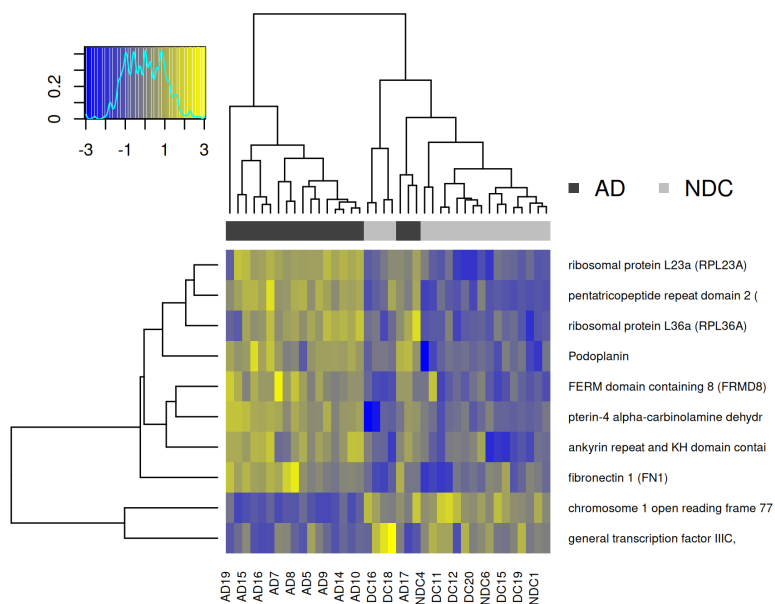 0.2
0
-3 -1 1 3
AD NDC
ribosomal protein L23a (RPL23A)
pentatricopeptide repeat domain 2 (
ribosomal protein L36a (RPL36A)
Podoplanin
FERM domain containing 8 (FRMD8)
pterin-4 alpha-carbinolamine dehydr
ankyrin repeat and KH domain contai
fibronectin 1 (FN1)
chromosome 1 open reading frame 77
general transcription factor IIIC,
AD19 AD15 AD16 AD7 AD8 AD5 AD9 AD14 AD10 DC16 DC18 AD17 NDC4 DC11 DC12 DC20 NDC6 DC15 DC19 NDC1